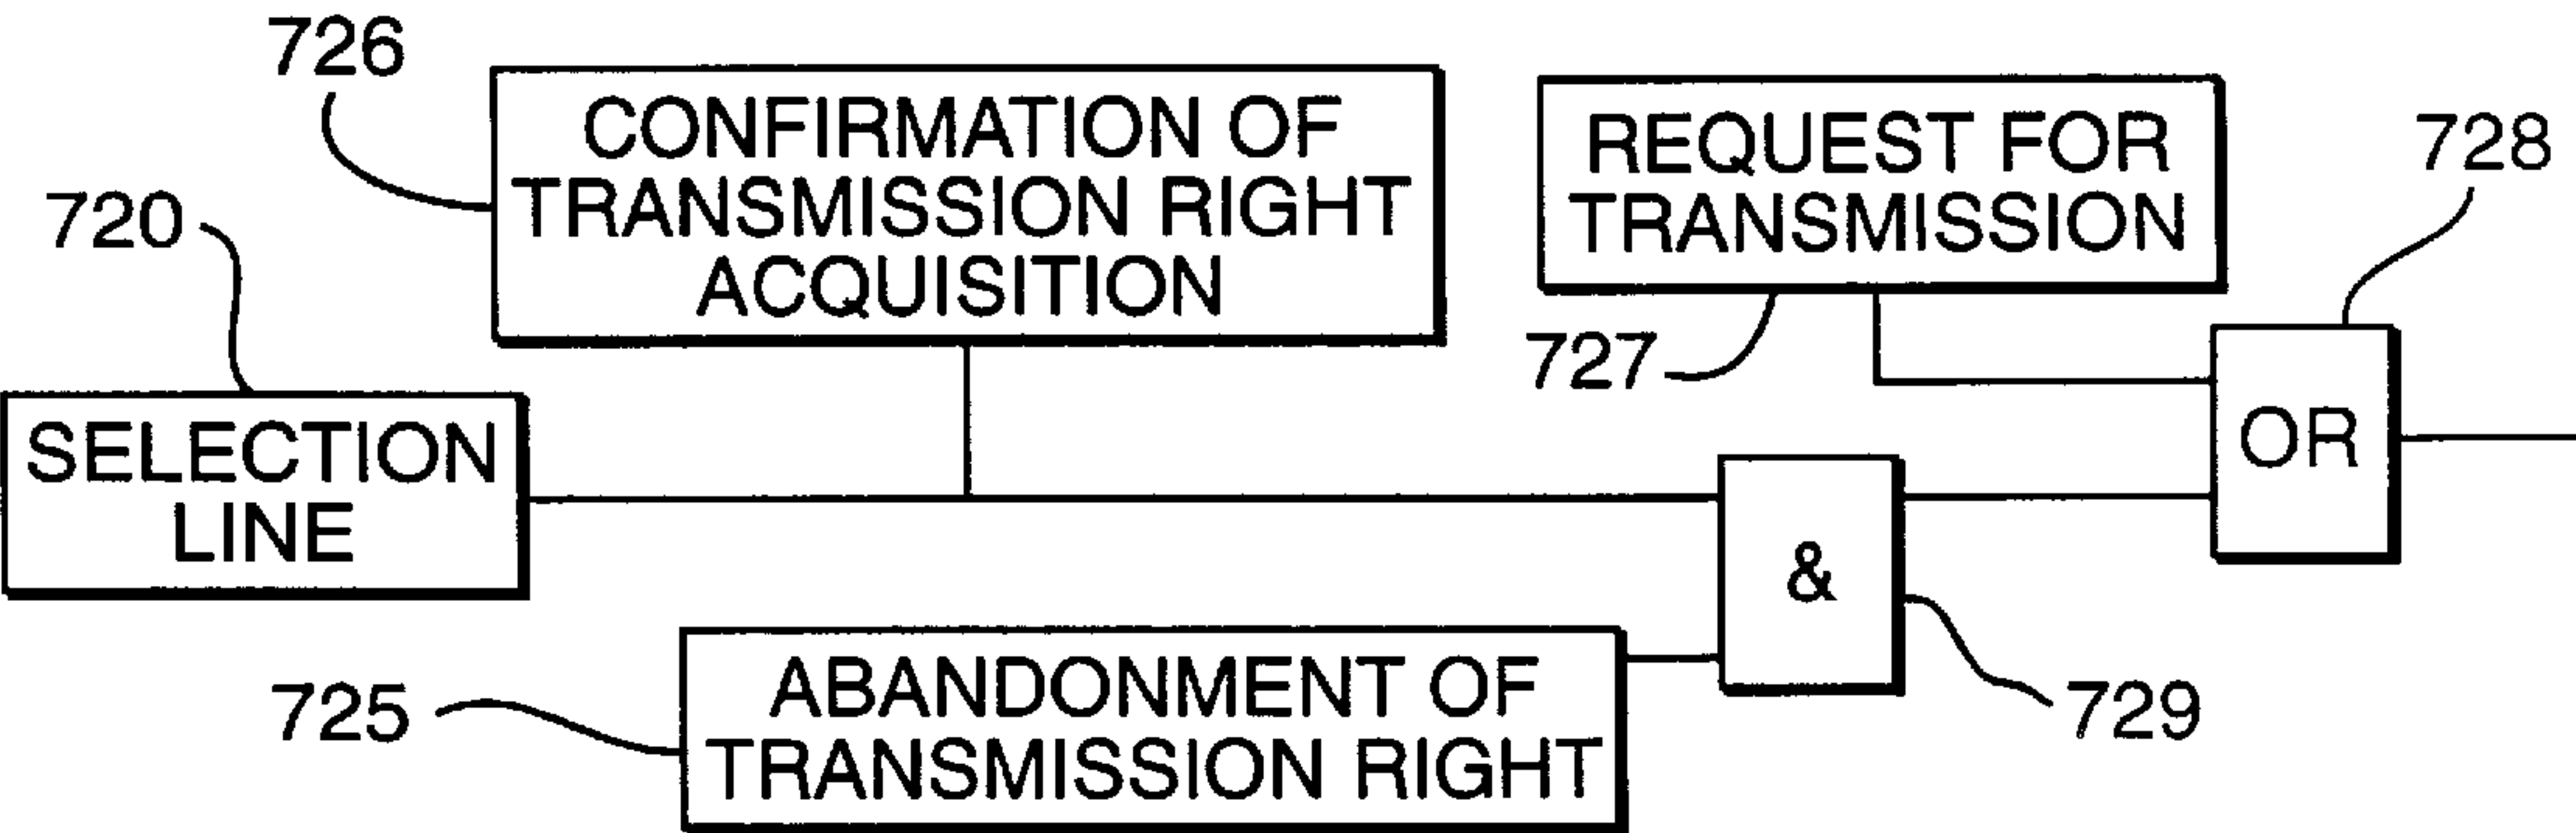 726
CONFIRMATION OF
TRANSMISSION RIGHT
ACQUISITION
REQUEST FOR
TRANSMISSION
728
720
727
SELECTION
LINE
OR
&
725
ABANDONMENT OF
TRANSMISSION RIGHT
729